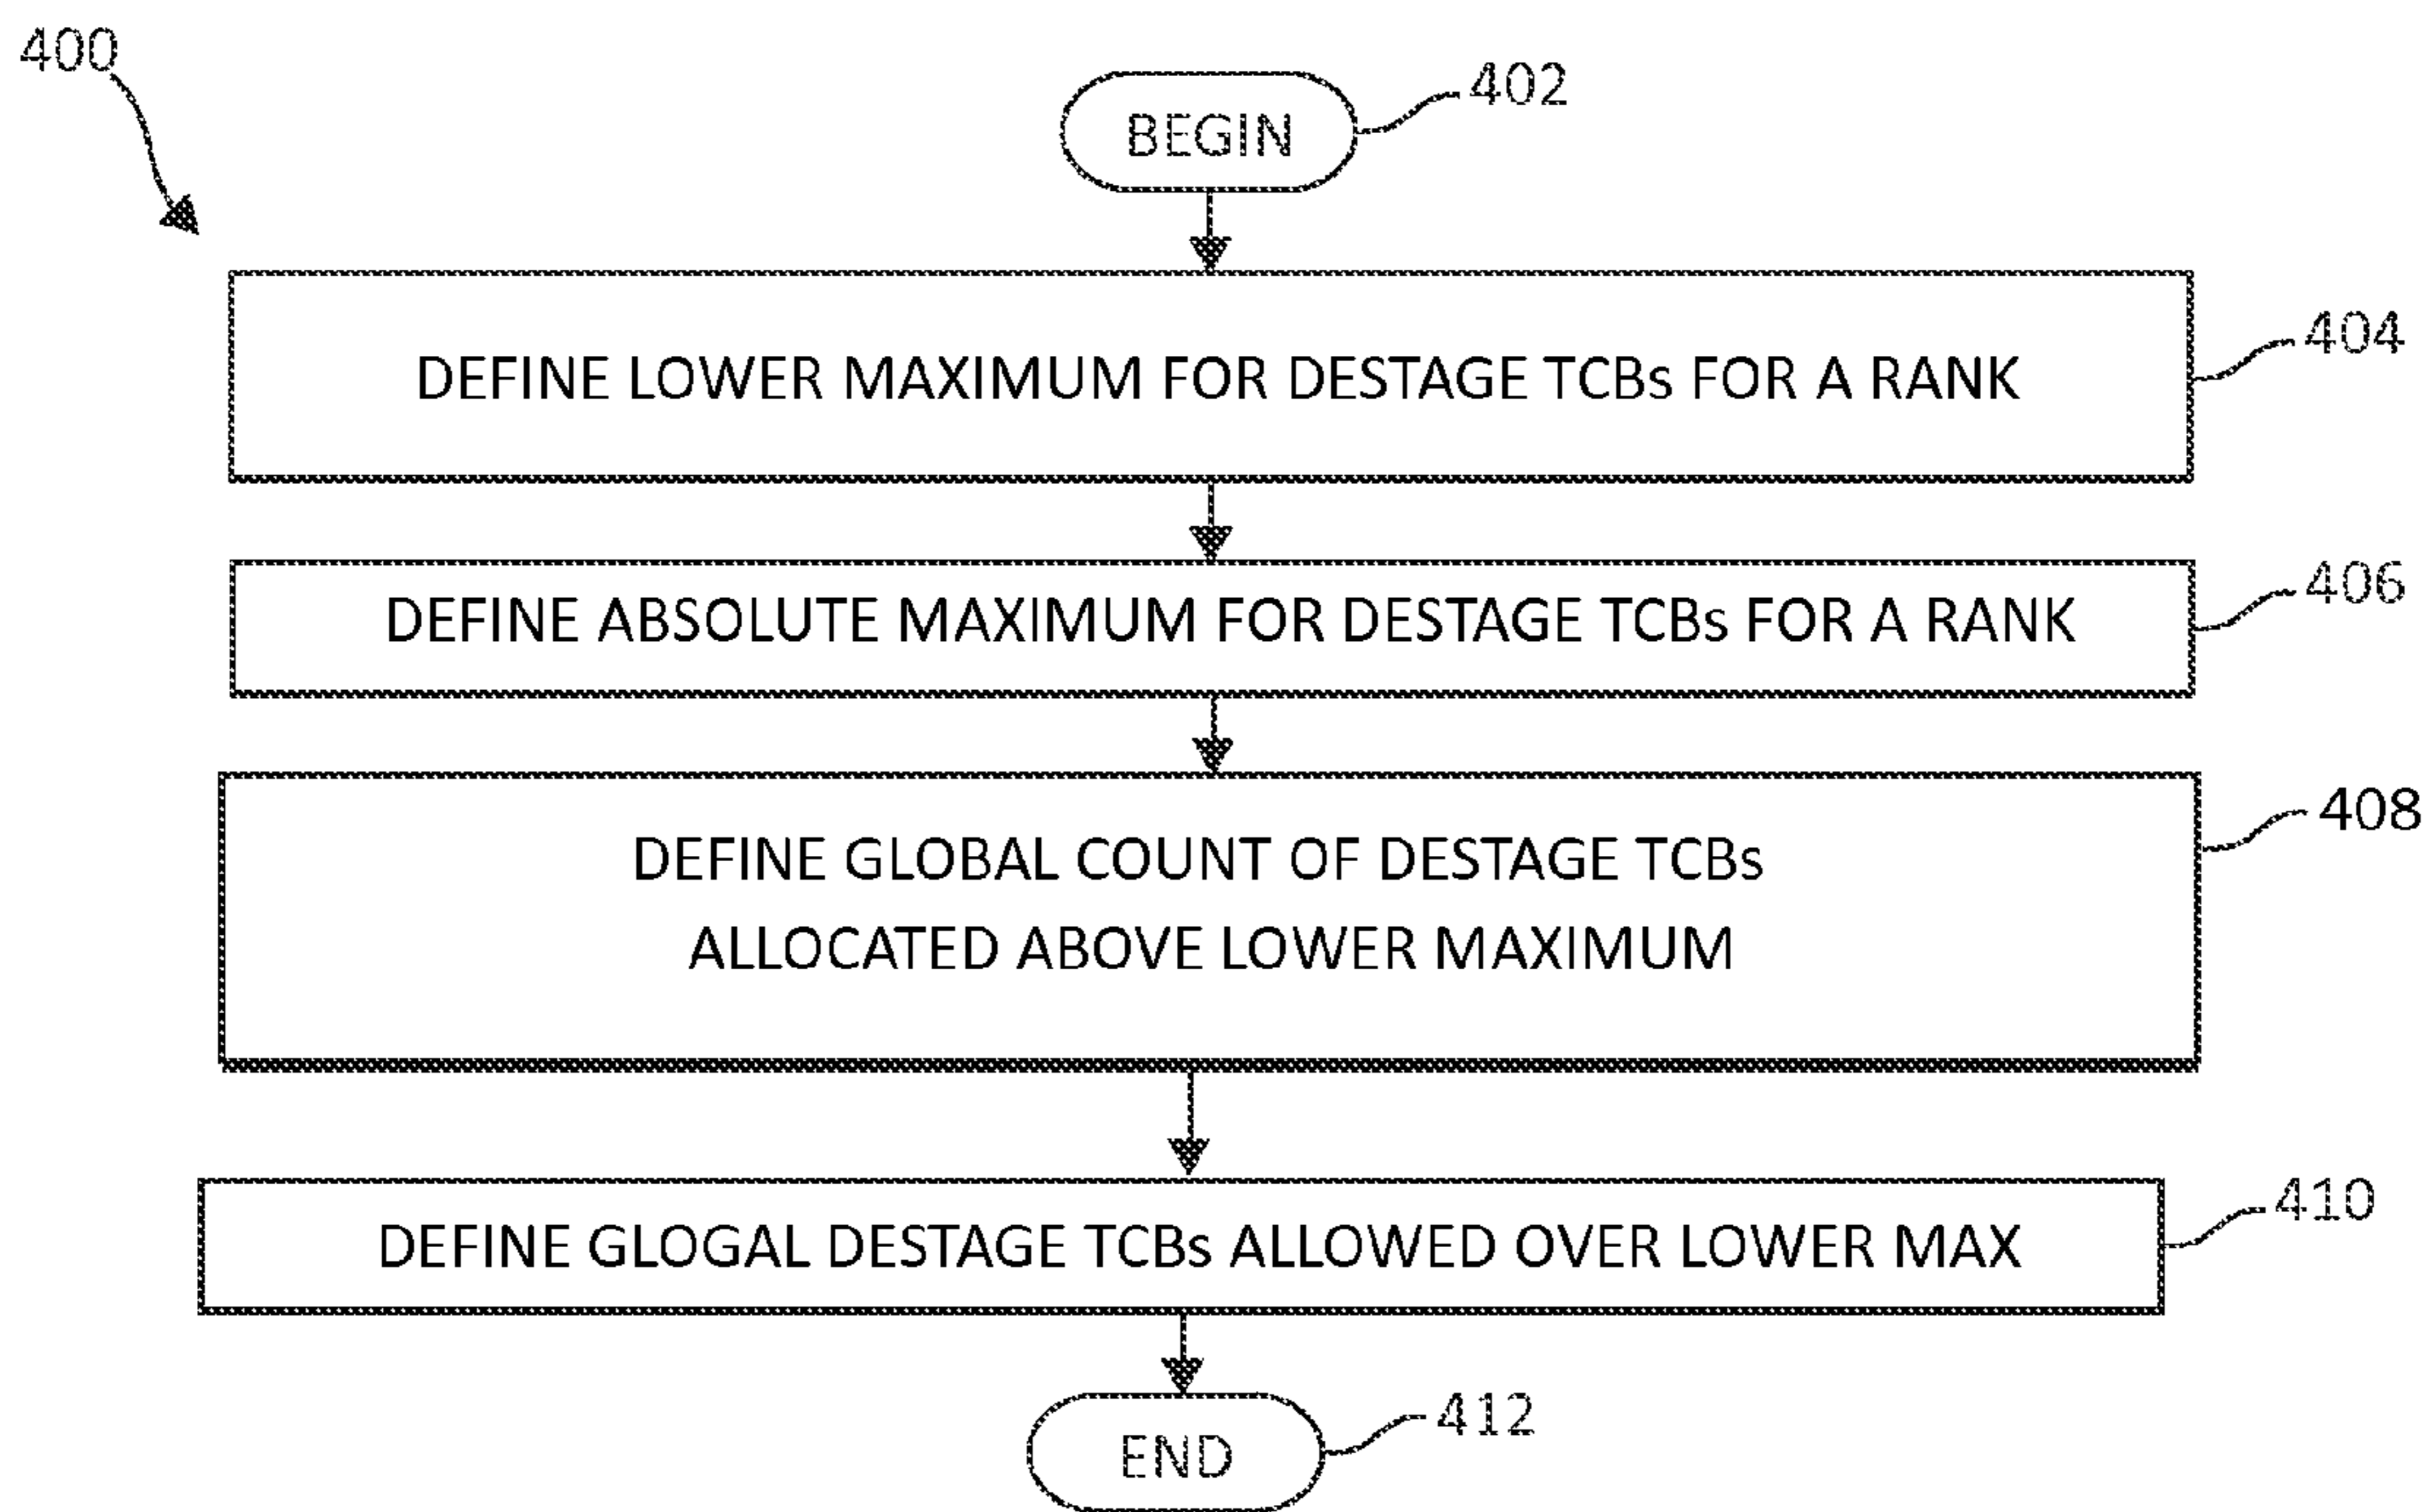 400
402
BEGIN
404
DEFINE LOWER MAXIMUM FOR DESTAGE TCBs FOR A RANK
406
DEFINE ABSOLUTE MAXIMUM FOR DESTAGE TCBs FOR A RANK
408
DEFINE GLOBAL COUNT OF DESTAGE TCBs
ALLOCATED ABOVE LOWER MAXIMUM
410
DEFINE GLOGAL DESTAGE TCBs ALLOWED OVER LOWER MAX
412
END